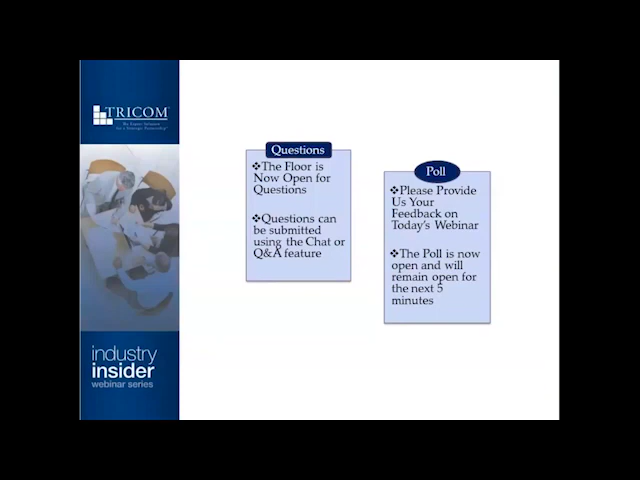 TRICOM
Questions
❖The Floor is
Now Open for
Questions
❖Questions can
be submitted
using the Chat or
Q&A feature
Poll
❖Please Provide
Us Your
Feedback on
Today's Webinar
❖The Poll is now
open and will
remain open for
the next 5
minutes
industry
insider
webinar series